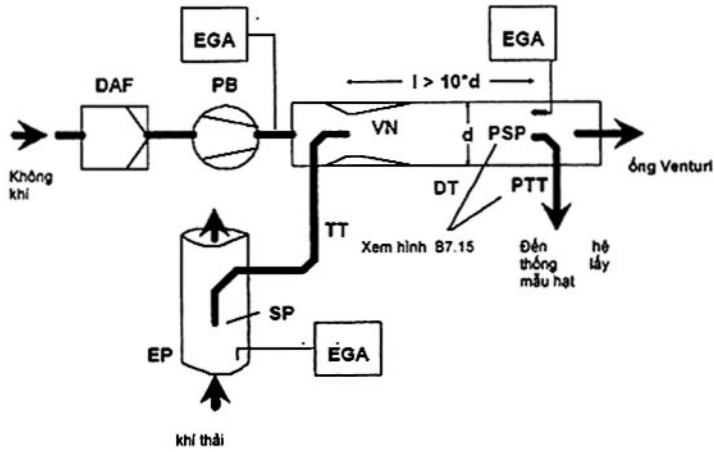 EGA
EGA
DAF
PB
l > 10*d
VN
d
PSP
Không
khí
ống Venturi
DT
PTT
TT
Xem hình B7.15
Đến hệ
thống lấy
mẫu hạt
SP
EP
EGA
khí thải